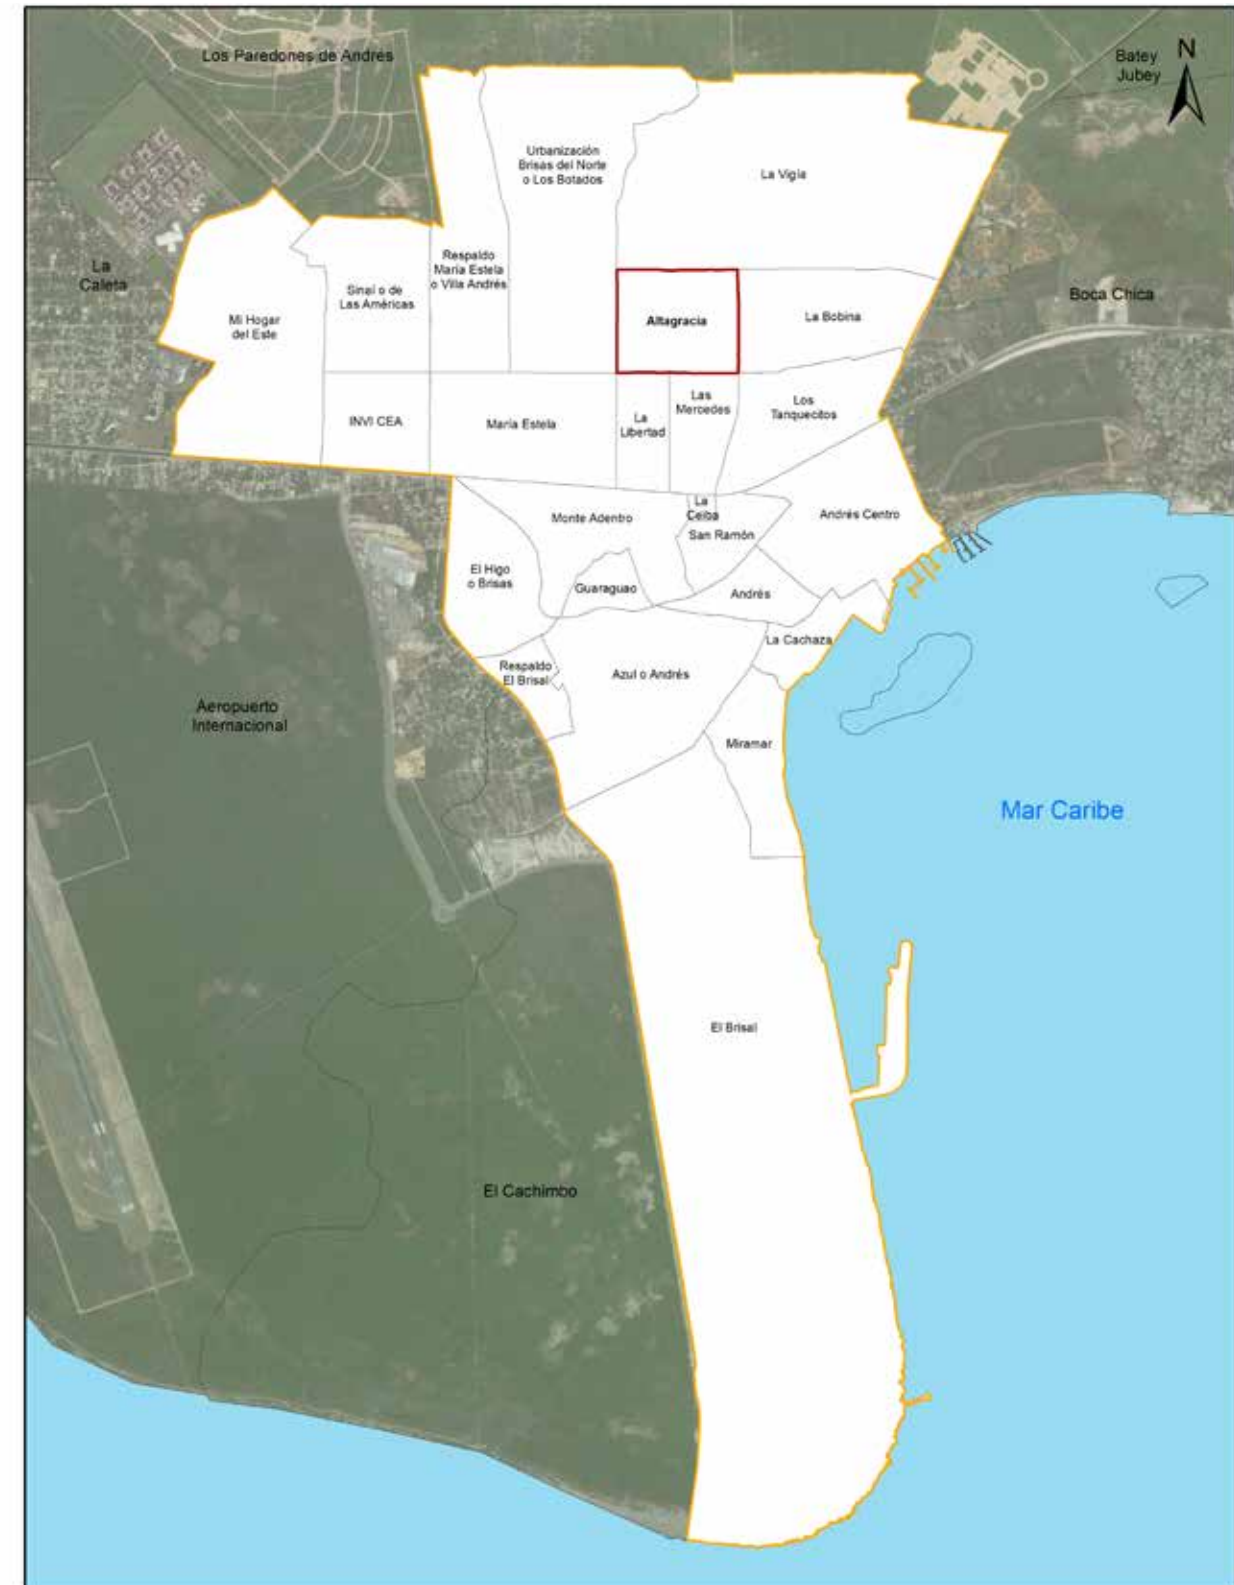 Los Paredones de Andrés
Batey
Jubey
N
Urbanización
Brisas del Norte
o Los Botados
La Vigía
La
Caleta
Respaldo
María Estela
o Villa Andrés
Sinaí o de
Las Américas
Boca Chica
Mi Hogar
del Este
Altagracia
La Bobina
INVI CEA
María Estela
La
Libertad
Las
Mercedes
Los
Tanquecitos
La
Ceiba
Monte Adentro
San Ramón
Andrés Centro
El Higo
o Brisas
Guaraguao
Andrés
La Cachaza
Respaldo
El Brisal
Azul o Andrés
Aeropuerto
Internacional
Miramar
Mar Caribe
El Brisal
El Cachimbo